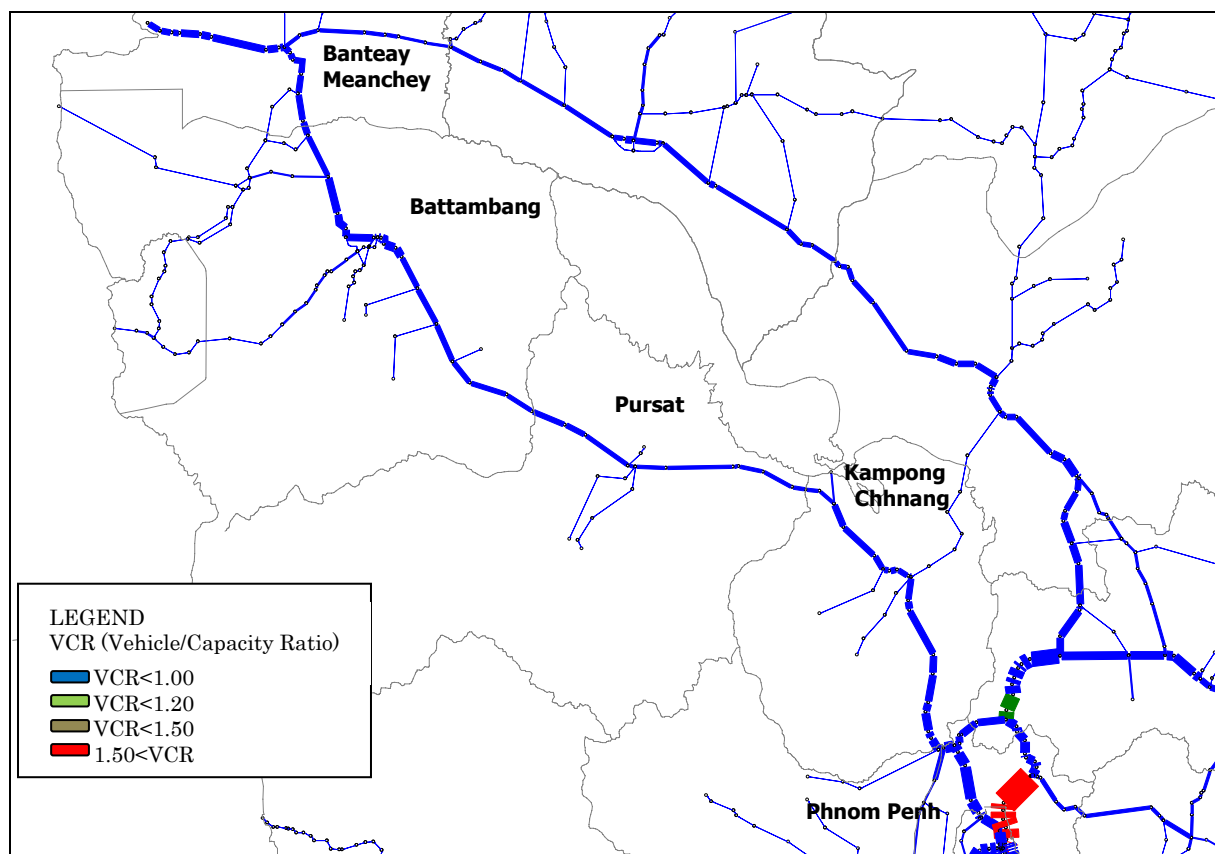 Banteay
Meanchey
Battambang
Pursat
Kampong
Chhnang
Phnom Penh
LEGEND
VCR (Vehicle/Capacity Ratio)
VCR<1.00
VCR<1.20
VCR<1.50
1.50<VCR